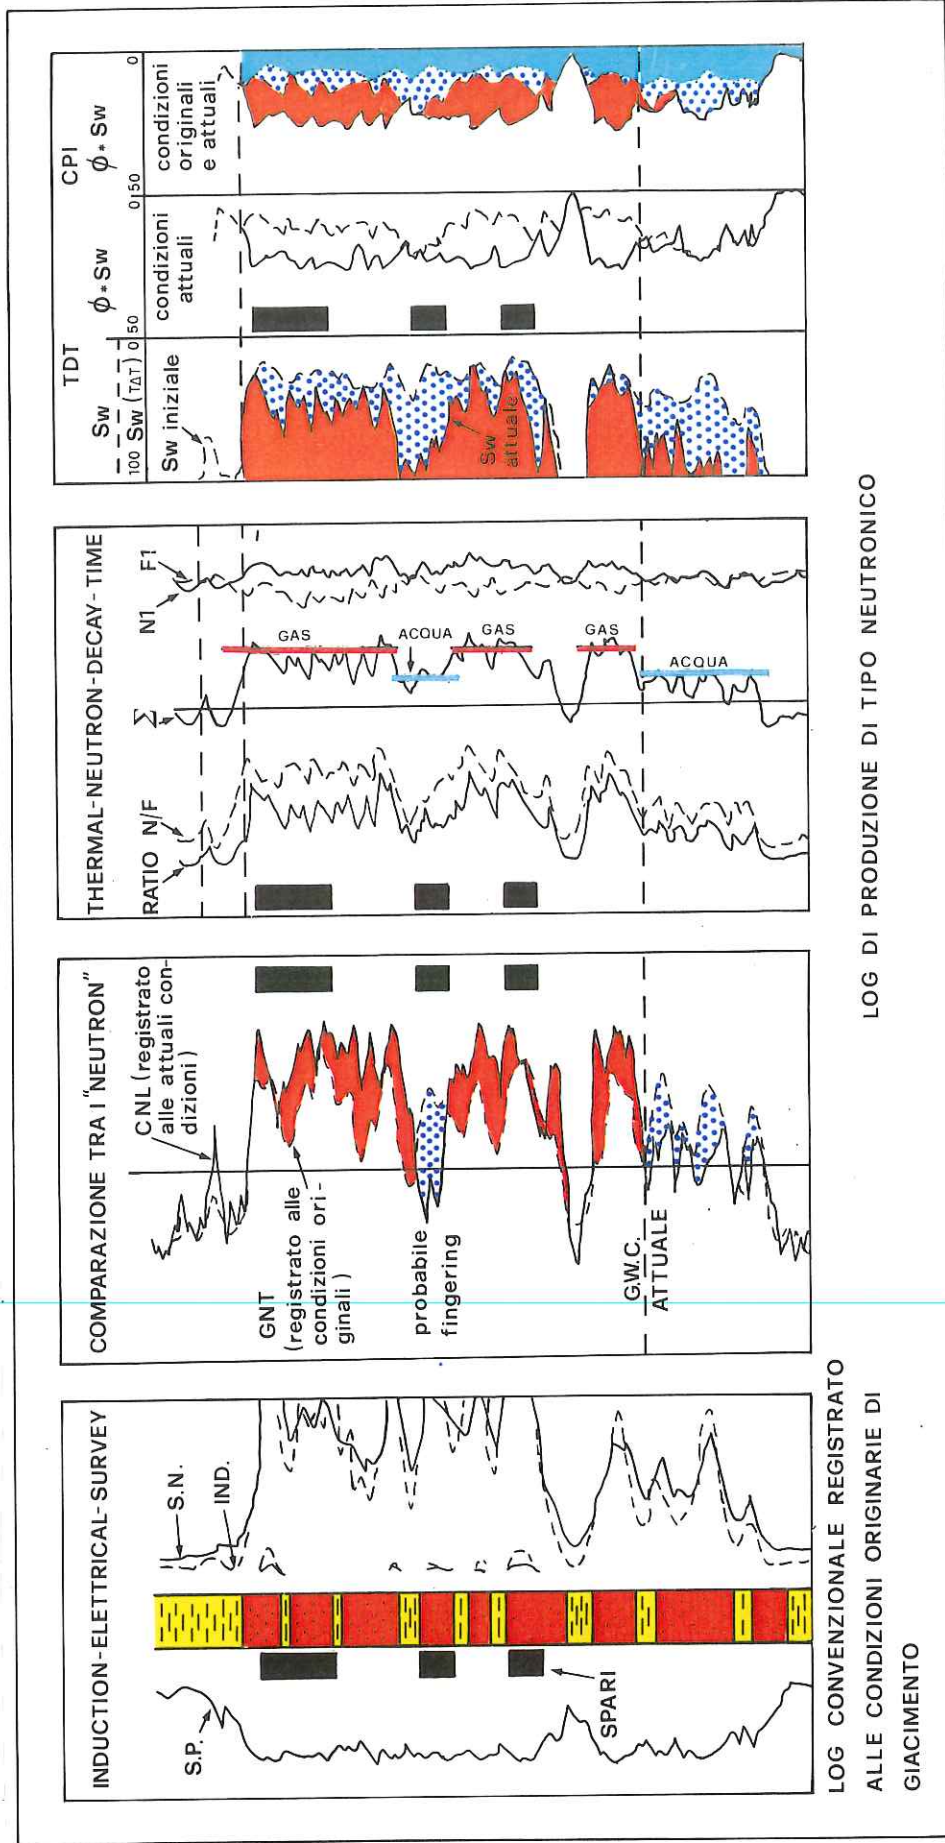 INDUCTION-ELETTRICAL-SURVEY
S.P.
S.N.
IND.
SPARI
LOG CONVENZIONALE REGISTRATO
ALLE CONDIZIONI ORIGINARIE DI
GIACIMENTO
COMPARAZIONE TRA I "NEUTRON"
CNL (registrato
alle attuali con-
dizioni)
GNT
(registrato alle
condizioni ori-
ginali)
probabile
fingering
G.W.C.
ATTUALE
THERMAL-NEUTRON-DECAY-TIME
RATIO N/F
Σ
N1
F1
GAS
ACQUA
GAS
GAS
ACQUA
TDT
CPI
Sw
100 Sw (TΔT) 0
Sw iniziale
Sw
attuale
ϕ * Sw
50 0
condizioni
attuali
ϕ * Sw
50 0
condizioni
originali
e attuali
LOG DI PRODUZIONE DI TIPO NEUTRONICO